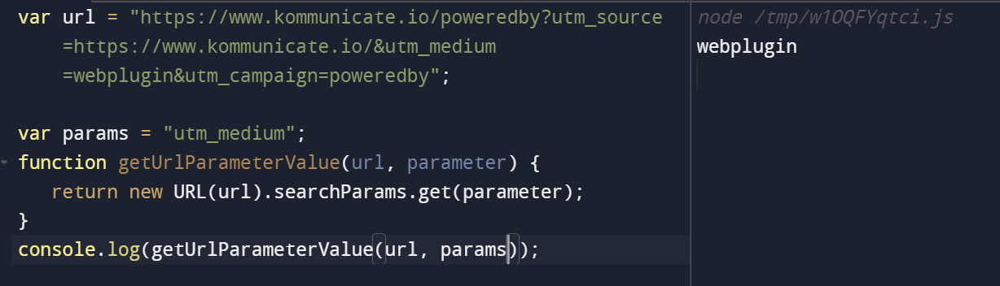 var url = "https://www.kommunicate.io/poweredby?utm_source
=https://www.kommunicate.io/&utm_medium
=webplugin&utm_campaign=poweredby";
var params = "utm_medium";
function getUrlParameterValue(url, parameter) {
return new URL(url).searchParams.get(parameter);
}
console.log(getUrlParameterValue(url, params));
node /tmp/w1OQFYqtci.js
webplugin